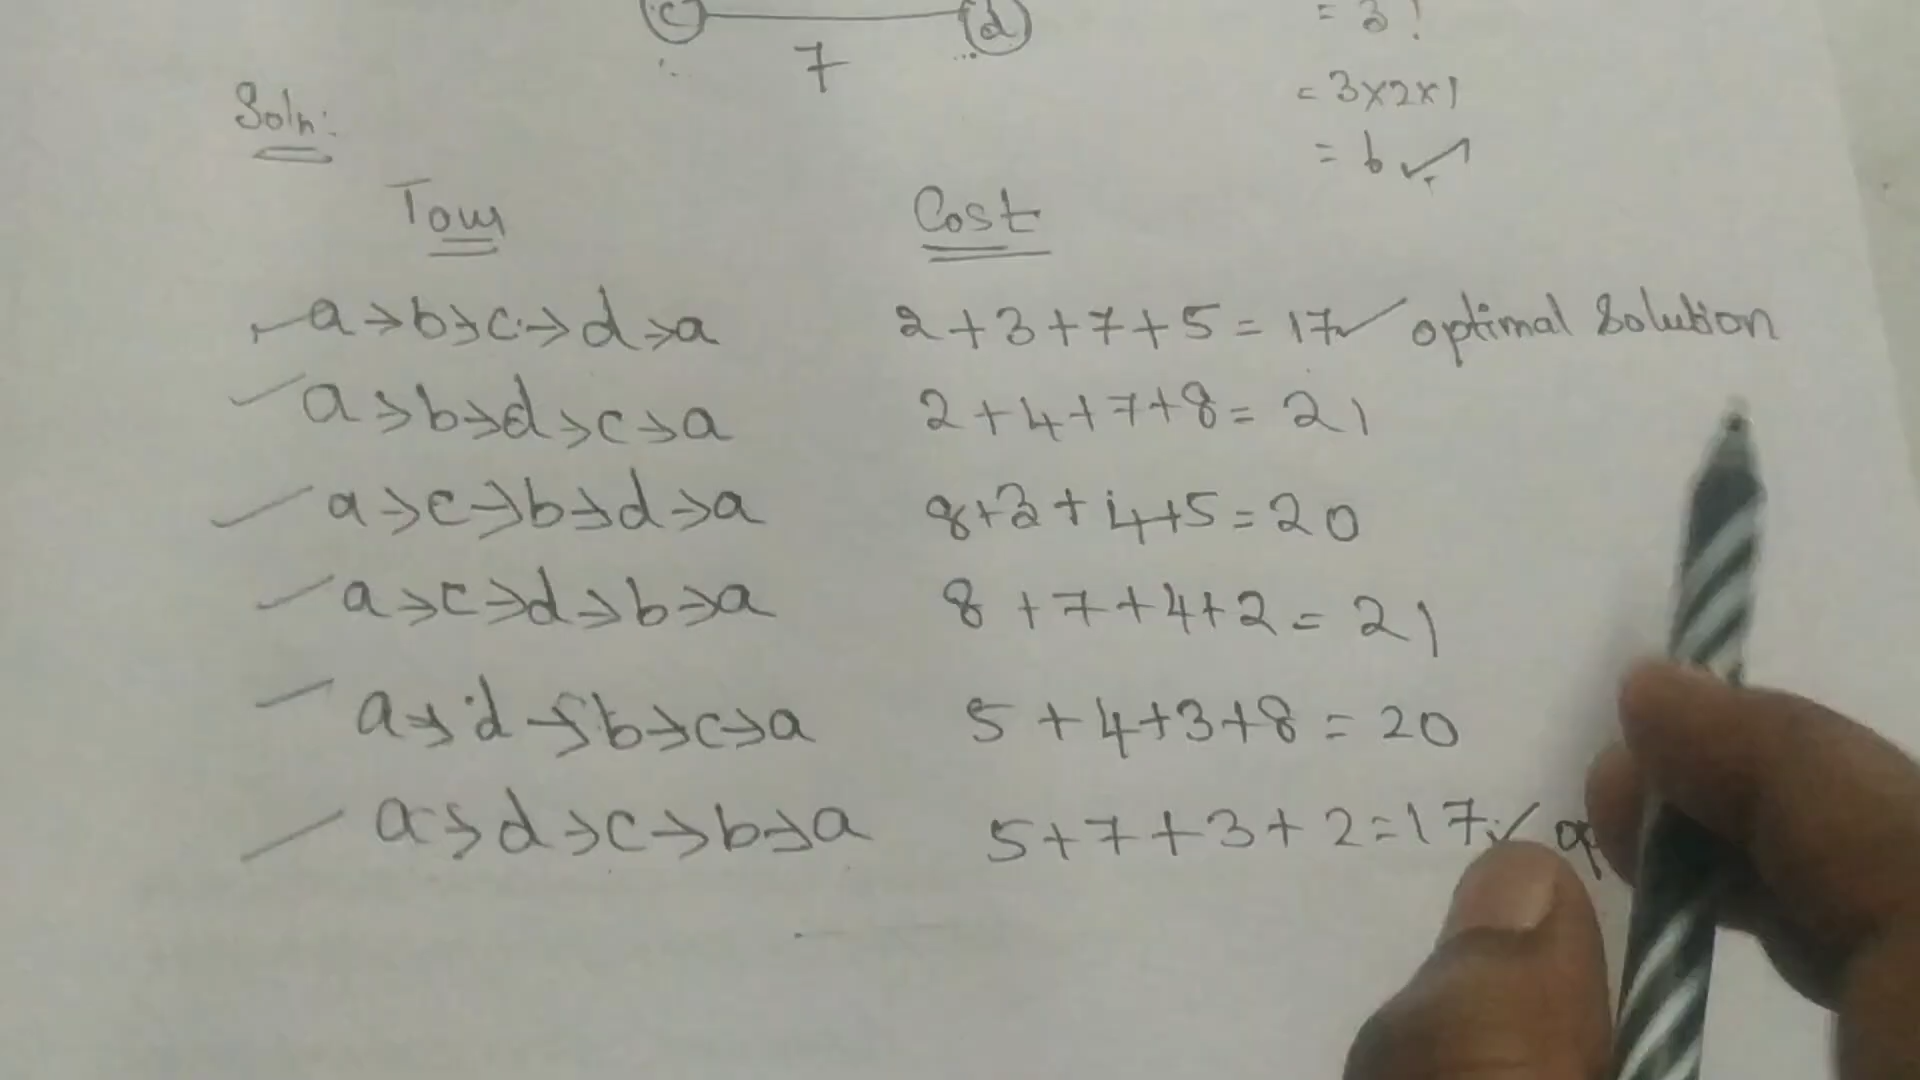 c d = 3!
7 = 3x2x1
Soln: = 6
Tour Cost
a→b→c→d→a 2+3+7+5=17✓ optimal Solution
a→b→d→c→a 2+4+7+8=21
a→c→b→d→a 8+3+4+5=20
a→c→d→b→a 8+7+4+2=21
a→d→b→c→a 5+4+3+8=20
a→d→c→b→a 5+7+3+2=17✓